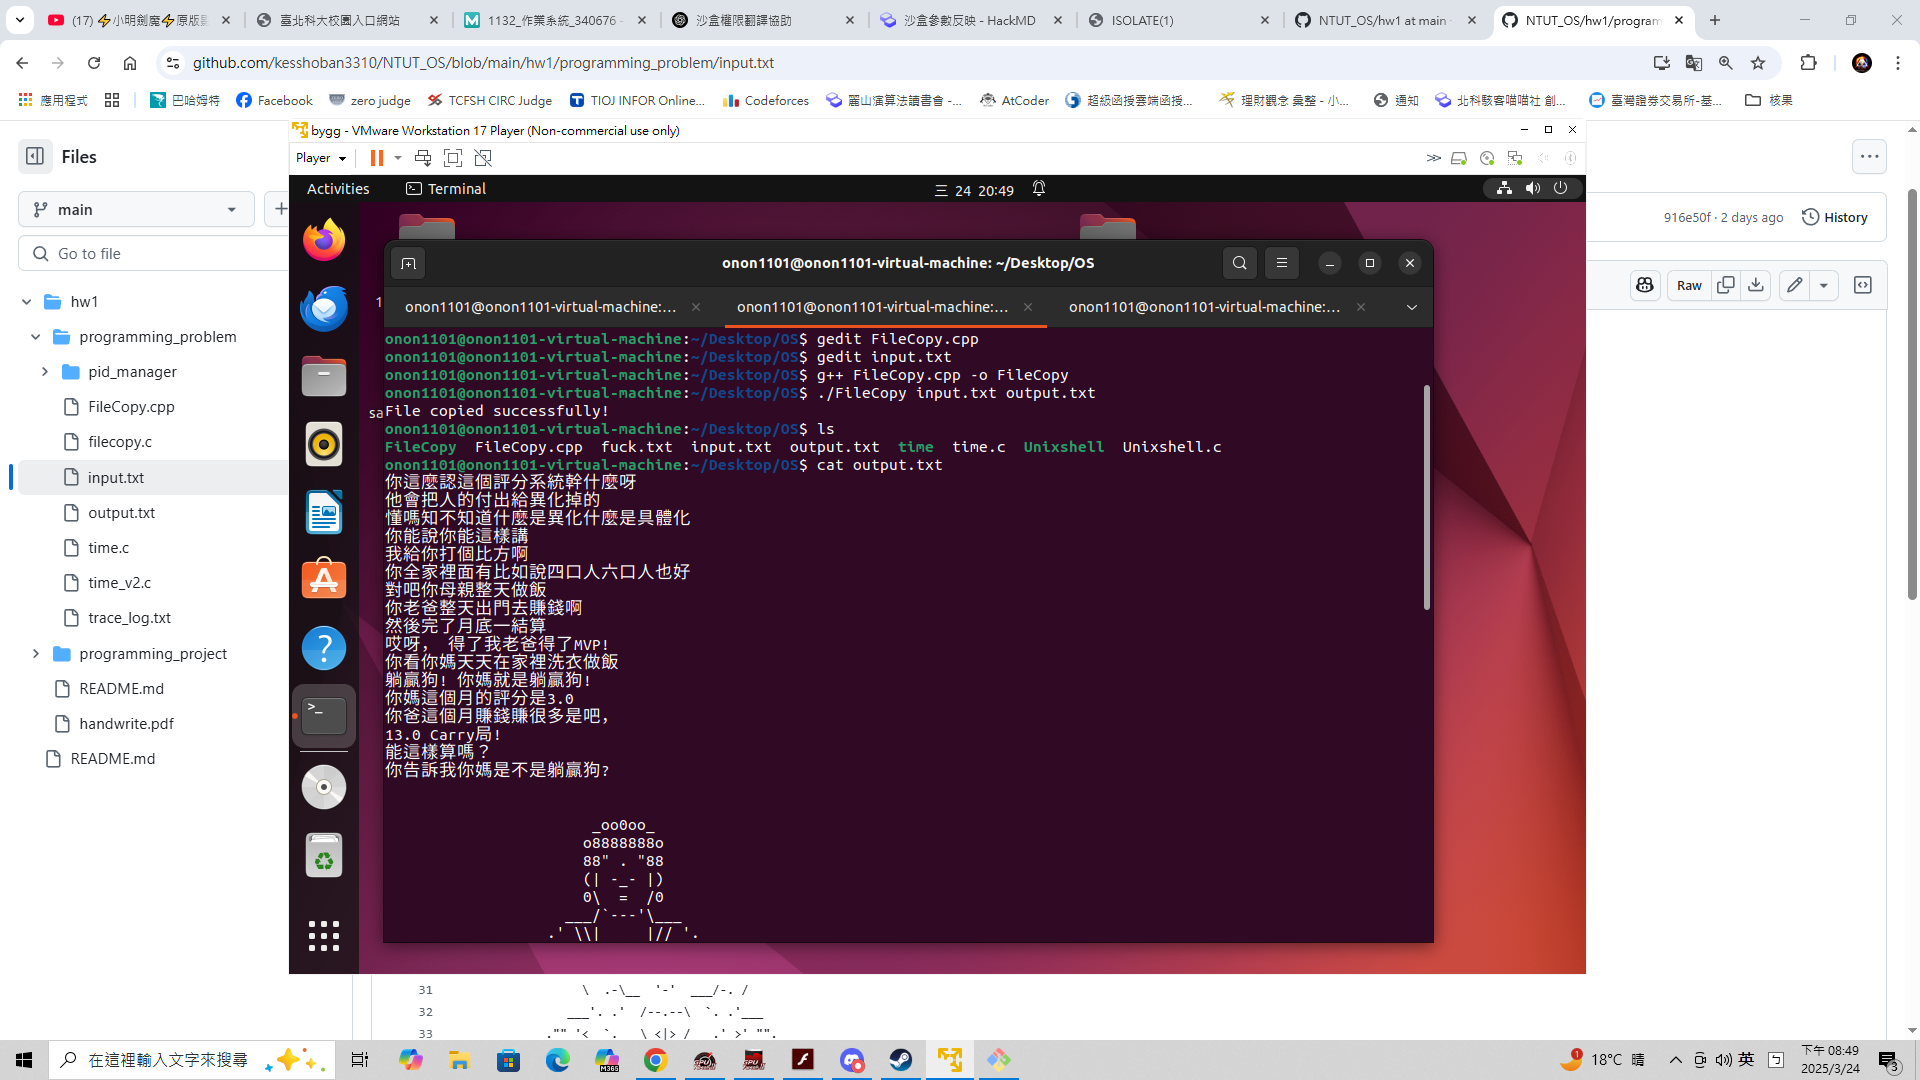 (17) ⚡小明劍魔⚡原版
臺北科大校園入口網站
1132_作業系統_340676 -
沙盒權限翻譯協助
沙盒參數反映 - HackMD
ISOLATE(1)
NTUT_OS/hw1 at main
NTUT_OS/hw1/program
github.com/kesshoban3310/NTUT_OS/blob/main/hw1/programming_problem/input.txt
應用程式
巴哈姆特
Facebook
zero judge
TCFSH CIRC Judge
TIOJ INFOR Online...
Codeforces
麗山演算法讀書會 -...
AtCoder
超級函授雲端函授...
理財觀念 彙整 - 小...
通知
北科駭客喵喵社 創...
臺灣證券交易所-基...
核果
bygg - VMware Workstation 17 Player (Non-commercial use only)
Player
Files
main
Go to file
hw1
programming_problem
pid_manager
FileCopy.cpp
filecopy.c
input.txt
output.txt
time.c
time_v2.c
trace_log.txt
programming_project
README.md
handwrite.pdf
README.md
916e50f · 2 days ago
History
Raw
Activities
Terminal
三 24 20:49
onon1101@onon1101-virtual-machine: ~/Desktop/OS
onon1101@onon1101-virtual-machine:...
onon1101@onon1101-virtual-machine:...
onon1101@onon1101-virtual-machine:...
onon1101@onon1101-virtual-machine:~/Desktop/OS$ gedit FileCopy.cpp
onon1101@onon1101-virtual-machine:~/Desktop/OS$ gedit input.txt
onon1101@onon1101-virtual-machine:~/Desktop/OS$ g++ FileCopy.cpp -o FileCopy
onon1101@onon1101-virtual-machine:~/Desktop/OS$ ./FileCopy input.txt output.txt
File copied successfully!
onon1101@onon1101-virtual-machine:~/Desktop/OS$ ls
FileCopy FileCopy.cpp fuck.txt input.txt output.txt time time.c Unixshell Unixshell.c
onon1101@onon1101-virtual-machine:~/Desktop/OS$ cat output.txt
你這麼認這個評分系統幹什麼呀
他會把人的付出給異化掉的
懂嗎知不知道什麼是異化什麼是具體化
你能說你能這樣講
我給你打個比方啊
你全家裡面有比如說四口人六口人也好
對吧你母親整天做飯
你老爸整天出門去賺錢啊
然後完了月底一結算
哎呀， 得了我老爸得了MVP!
你看你媽天天在家裡洗衣做飯
躺贏狗! 你媽就是躺贏狗!
你媽這個月的評分是3.0
你爸這個月賺錢賺很多是吧,
13.0 Carry局!
能這樣算嗎？
你告訴我你媽是不是躺贏狗?
_oo0oo_
o8888888o
88" . "88
(| -_- |)
0\ = /0
___/`---'\___
.' \\| |// '.
31 \ .-\__ '-' ___/-. /
32 ___'. .' /--.--\ `. .'___
33 ."" '< `. \_<|>_/ .' >' "".
在這裡輸入文字來搜尋
18°C 晴
英
下午 08:49
2025/3/24
3